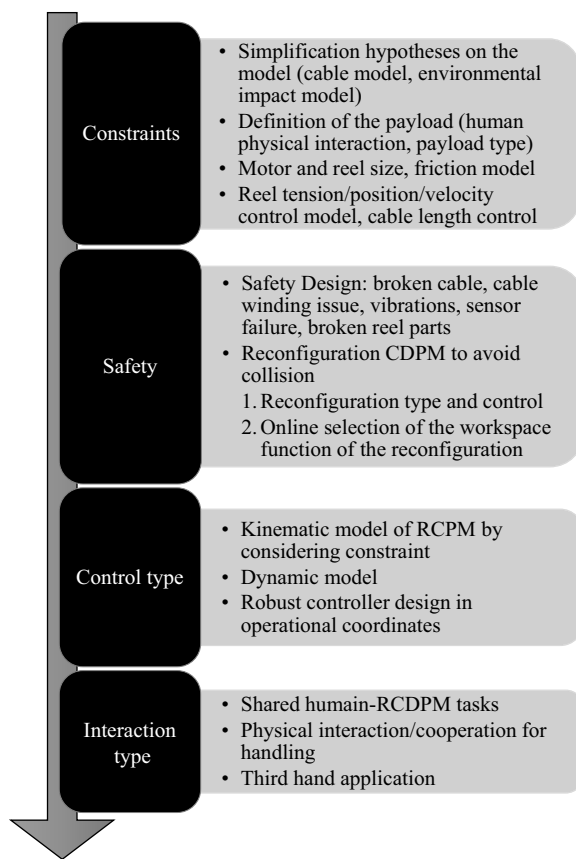 Constraints
• Simplification hypotheses on the
model (cable model, environmental
impact model)
• Definition of the payload (human
physical interaction, payload type)
• Motor and reel size, friction model
• Reel tension/position/velocity
control model, cable length control
Safety
• Safety Design: broken cable, cable
winding issue, vibrations, sensor
failure, broken reel parts
• Reconfiguration CDPM to avoid
collision
1. Reconfiguration type and control
2. Online selection of the workspace
function of the reconfiguration
Control type
• Kinematic model of RCPM by
considering constraint
• Dynamic model
• Robust controller design in
operational coordinates
Interaction
type
• Shared humain-RCDPM tasks
• Physical interaction/cooperation for
handling
• Third hand application